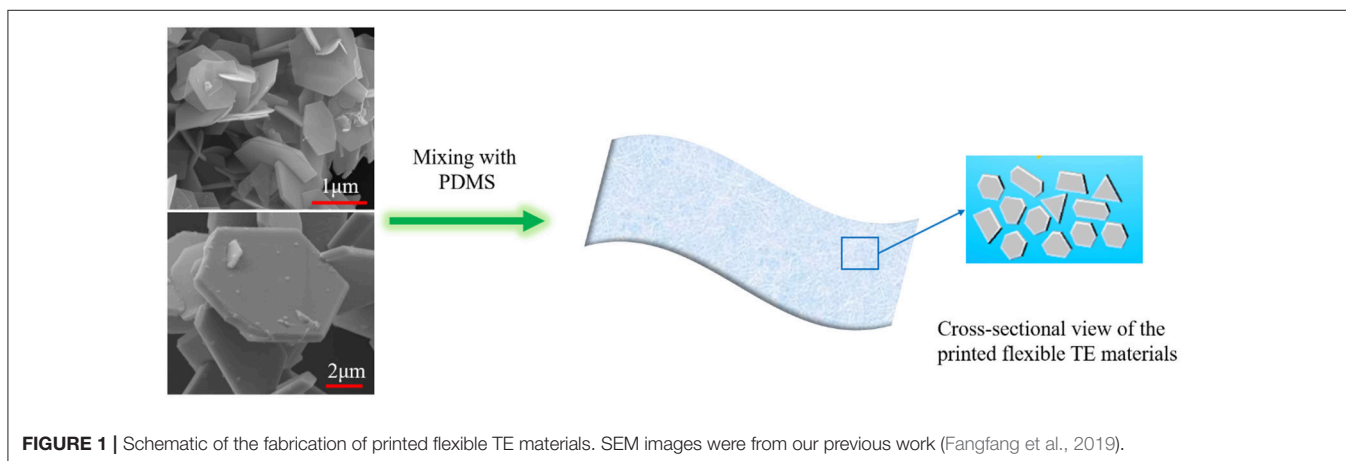 1μm
2μm
Mixing with
PDMS
Cross-sectional view of the
printed flexible TE materials
FIGURE 1 | Schematic of the fabrication of printed flexible TE materials. SEM images were from our previous work (Fangfang et al., 2019).